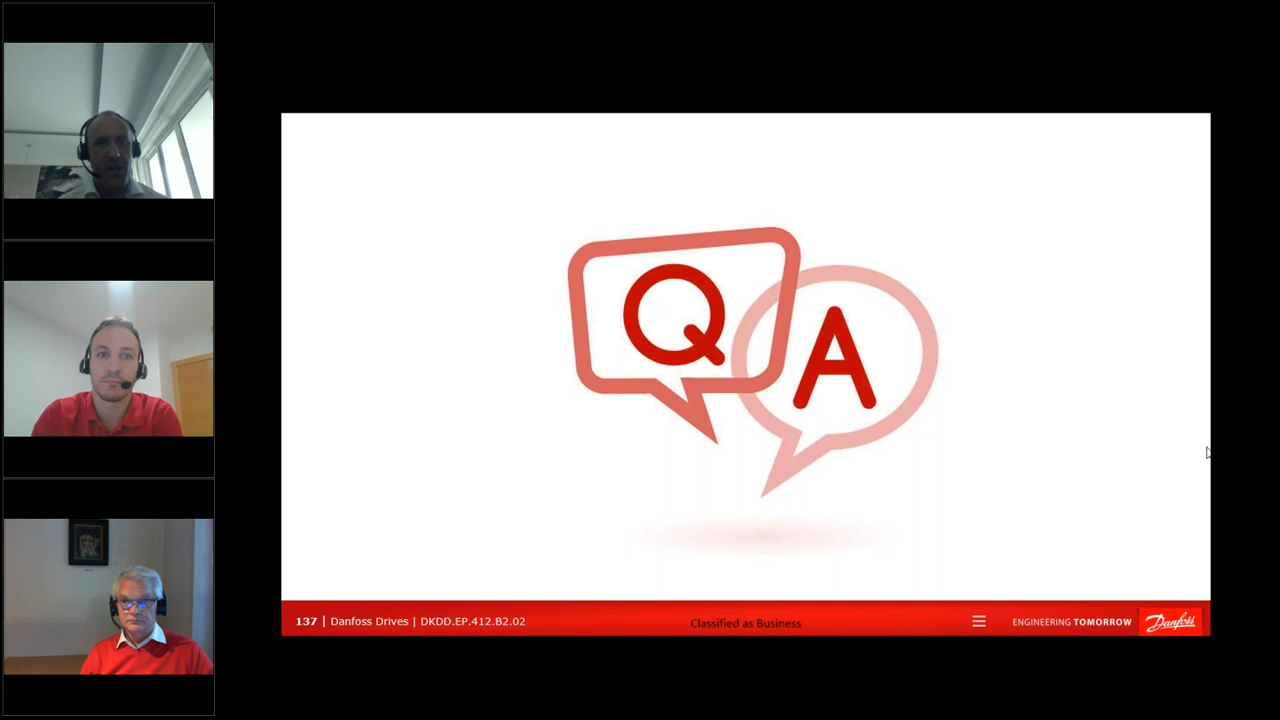 Q
A
137 | Danfoss Drives | DKDD.EP.412.B2.02
Classified as Business
ENGINEERING TOMORROW
Danfoss